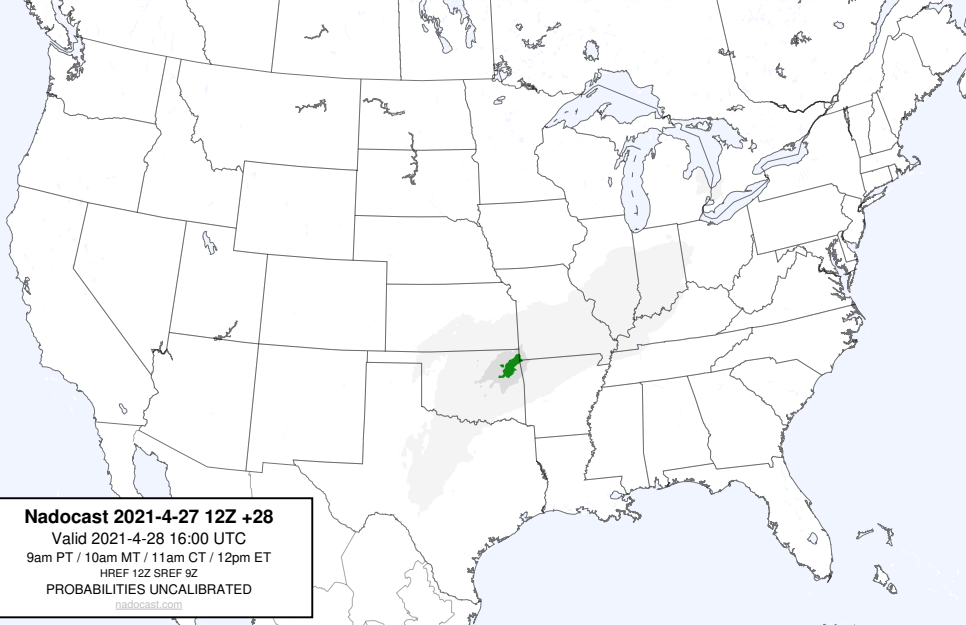 Nadocast 2021-4-27 12Z +28
Valid 2021-4-28 16:00 UTC
9am PT / 10am MT / 11am CT / 12pm ET
HREF 12Z SREF 9Z
PROBABILITIES UNCALIBRATED
nadocast.com